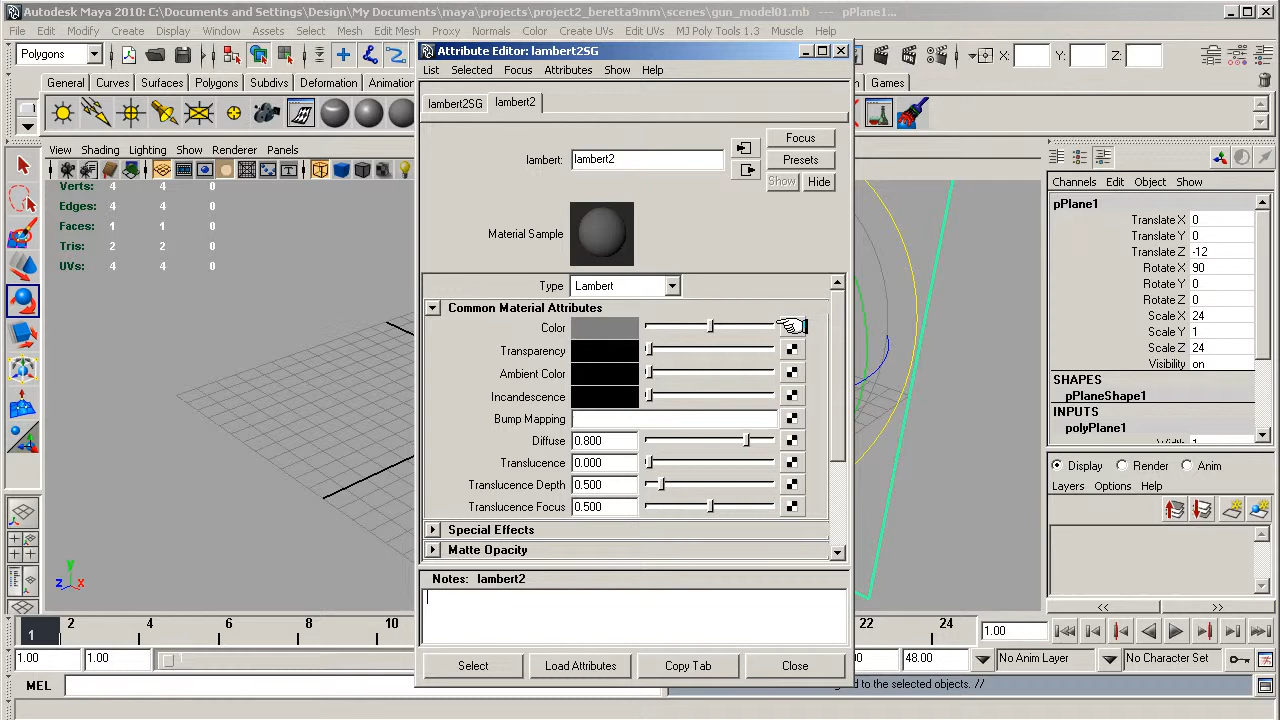 Autodesk Maya 2010: C:\Documents and Settings\Design\My Documents\maya\projects\project2_beretta9mm\scenes\gun_model01.mb --- pPlane1...
File Edit Modify Create Display Window Assets Select Mesh Edit Mesh Proxy Normals Color Create UVs Edit UVs MJ Poly Tools 1.3 Muscle Help
Polygons X: Y: Z:
General Curves Surfaces Polygons Subdivs Deformation Animation Games
View Shading Lighting Show Renderer Panels
Verts: 4 4 0
Edges: 4 4 0
Faces: 1 1 0
Tris: 2 2 0
UVs: 4 4 0
y
z x
Attribute Editor: lambert2SG
List Selected Focus Attributes Show Help
lambert2SG lambert2
lambert: lambert2
Focus
Presets
Show Hide
Material Sample
Type Lambert
Common Material Attributes
Color
Transparency
Ambient Color
Incandescence
Bump Mapping
Diffuse 0.800
Translucence 0.000
Translucence Depth 0.500
Translucence Focus 0.500
Special Effects
Matte Opacity
Notes: lambert2
Select Load Attributes Copy Tab Close
Channels Edit Object Show
pPlane1
Translate X 0
Translate Y 0
Translate Z -12
Rotate X 90
Rotate Y 0
Rotate Z 0
Scale X 24
Scale Y 1
Scale Z 24
Visibility on
SHAPES
pPlaneShape1
INPUTS
polyPlane1
Display Render Anim
Layers Options Help
<< >>
1 2 4 6 8 10 22 24 1.00
1.00 1.00 48.00 No Anim Layer No Character Set
MEL d to the selected objects. //